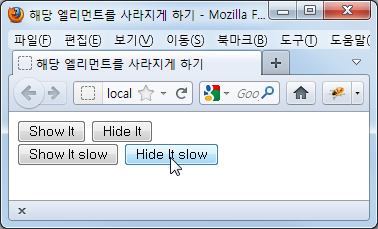 해당 엘리먼트를 사라지게 하기 - Mozilla F...
파일(F) 편집(E) 보기(V) 이동(S) 북마크(B) 도구(T) 도움말(
해당 엘리먼트를 사라지게 하기
local Goo
Show It Hide It
Show It slow Hide It slow